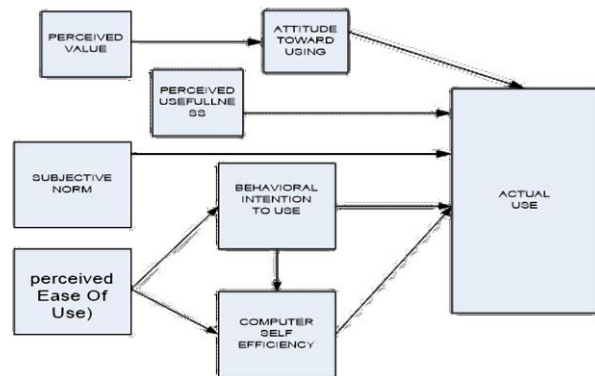 PERCEIVED
VALUE
ATTITUDE
TOWARD
USING
PERCEIVED
USEFULLNE
SS
SUBJECTIVE
NORM
BEHAVIORAL
INTENTION
TO USE
ACTUAL
USE
perceived
Ease Of
Use)
COMPUTER
SELF
EFFICIENCY